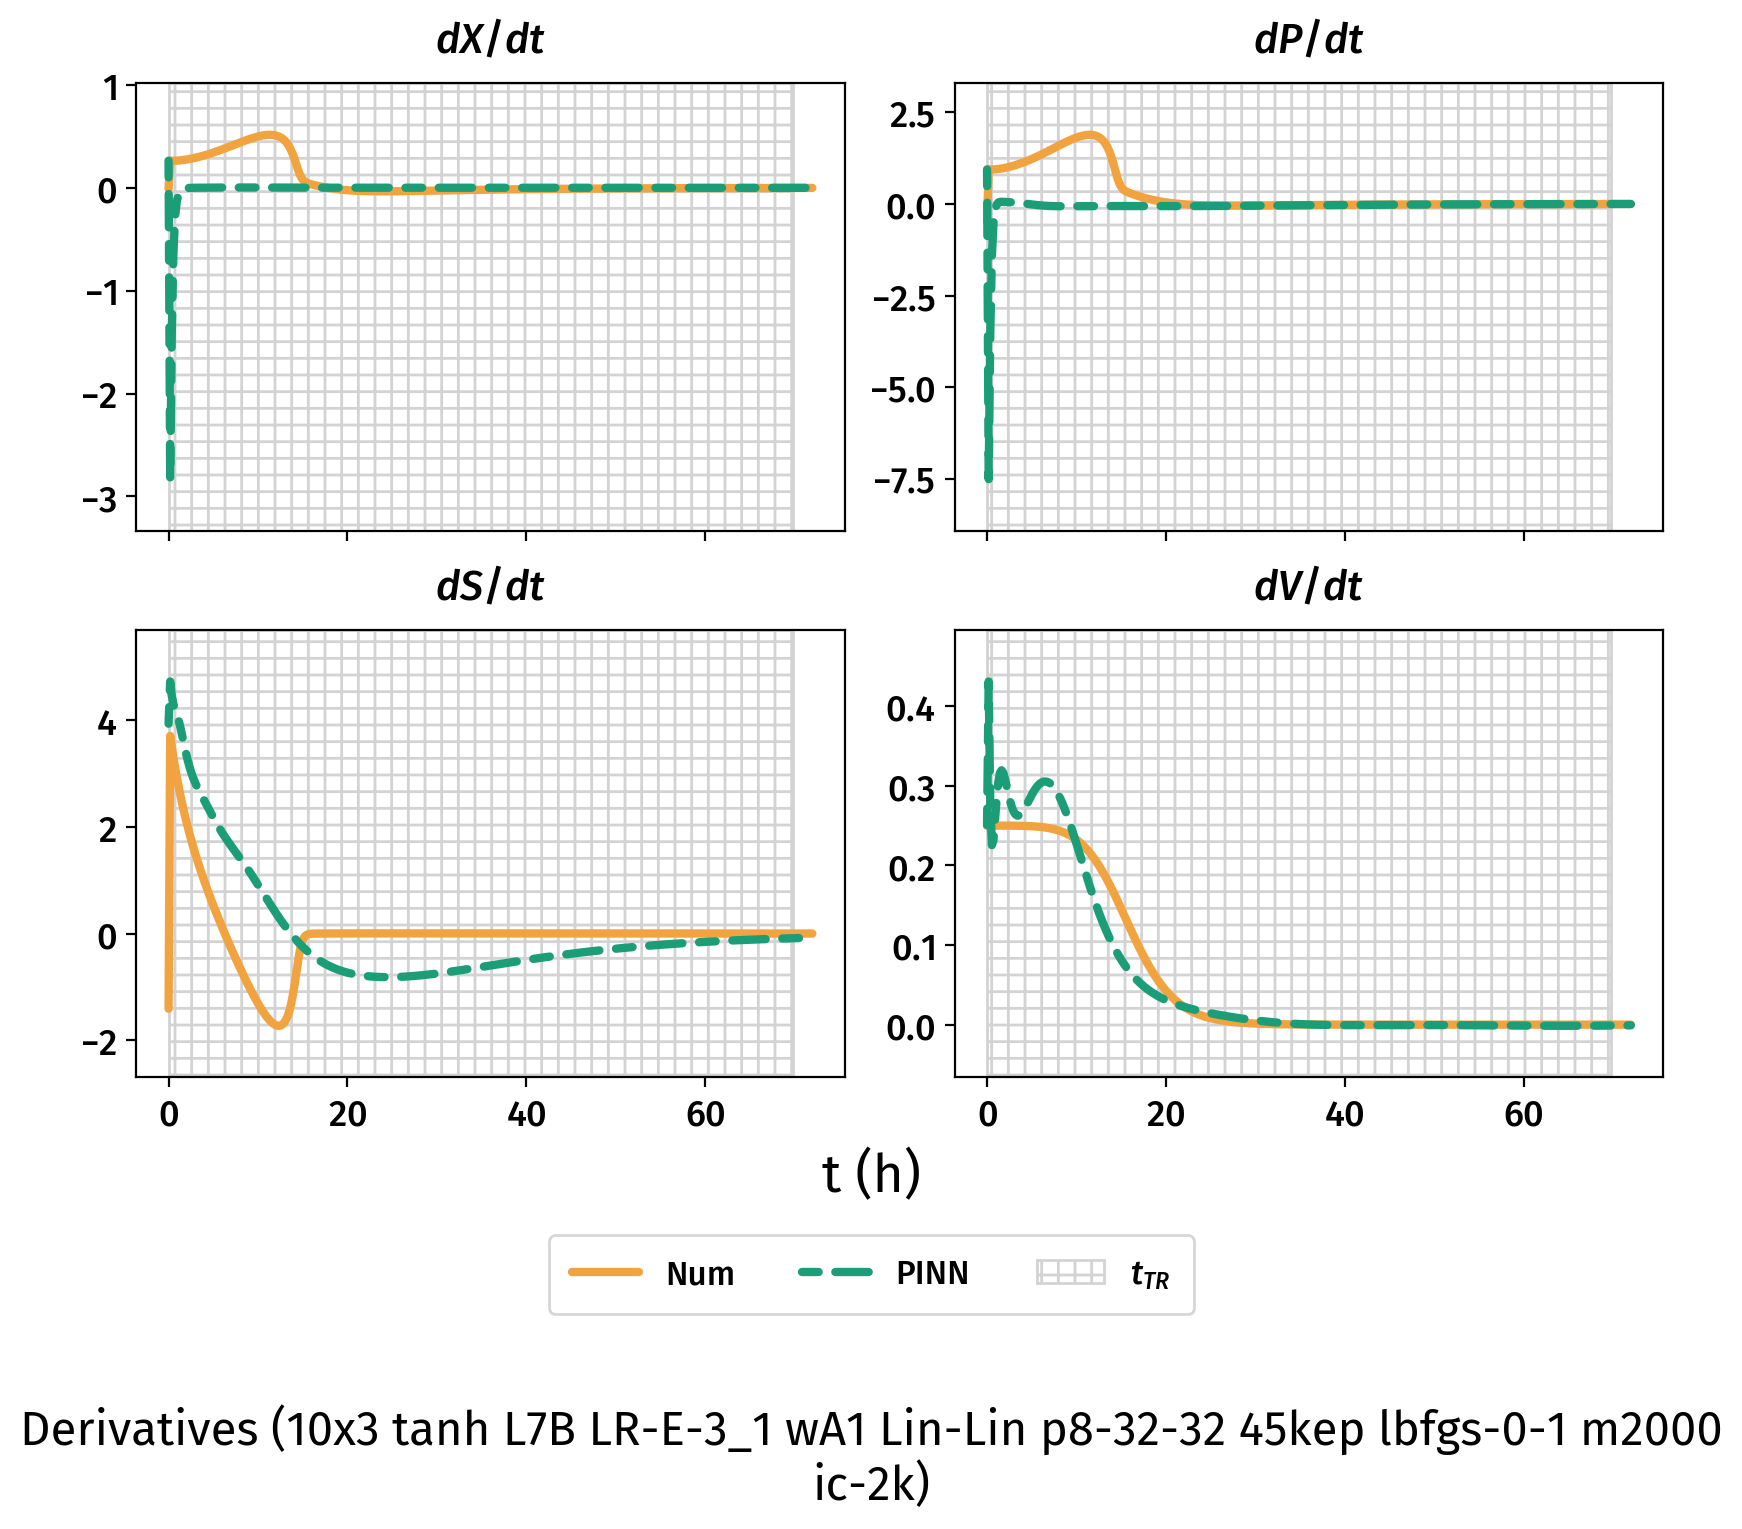 dX/dt
dP/dt
1
0
−1
−2
−3
2.5
0.0
−2.5
−5.0
−7.5
dS/dt
dV/dt
4
2
0
−2
0.4
0.3
0.2
0.1
0.0
0 20 40 60
0 20 40 60
t (h)
Num PINN tTR
Derivatives (10x3 tanh L7B LR-E-3_1 wA1 Lin-Lin p8-32-32 45kep lbfgs-0-1 m2000
ic-2k)